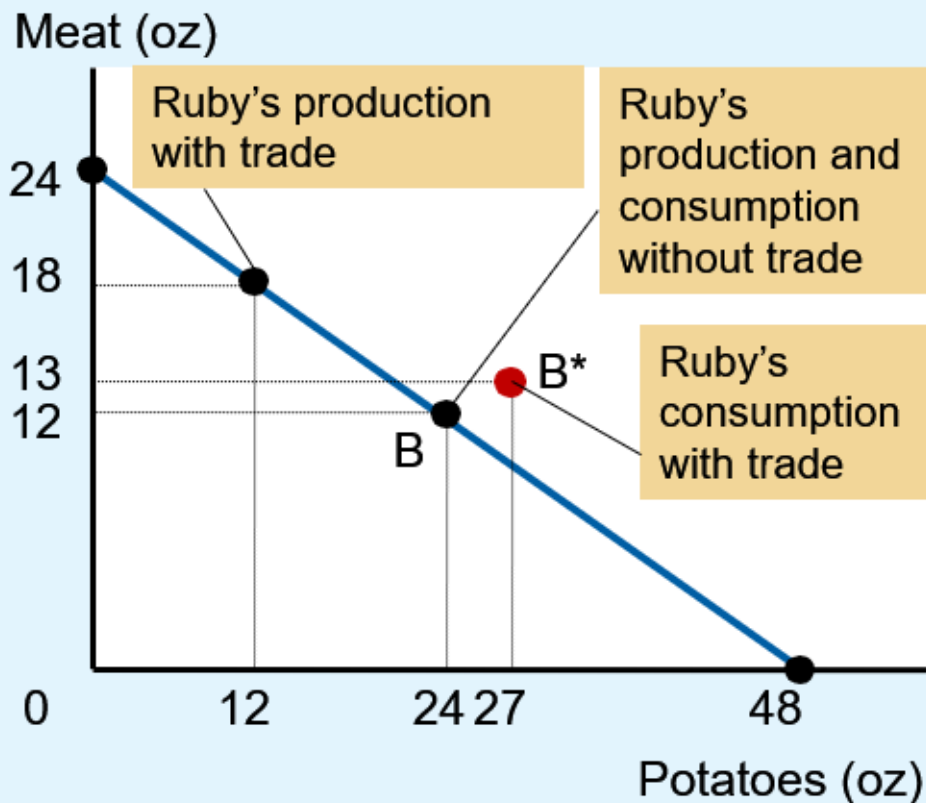 Meat (oz)
Ruby's production
with trade
Ruby's
production and
consumption
without trade
24
18
13
12
B*
B
Ruby's
consumption
with trade
0
12
24
27
48
Potatoes (oz)